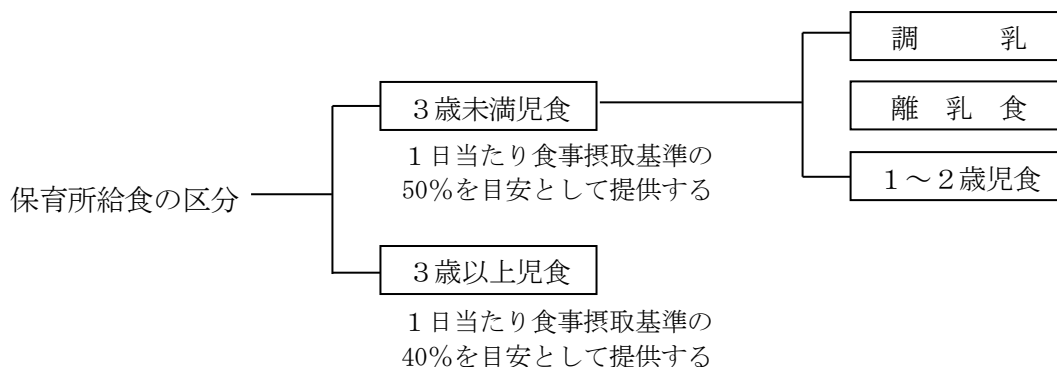 保育所給食の区分
３歳未満児食
１日当たり食事摂取基準の
50％を目安として提供する
調　　乳
離　乳　食
１～２歳児食
３歳以上児食
１日当たり食事摂取基準の
40％を目安として提供する